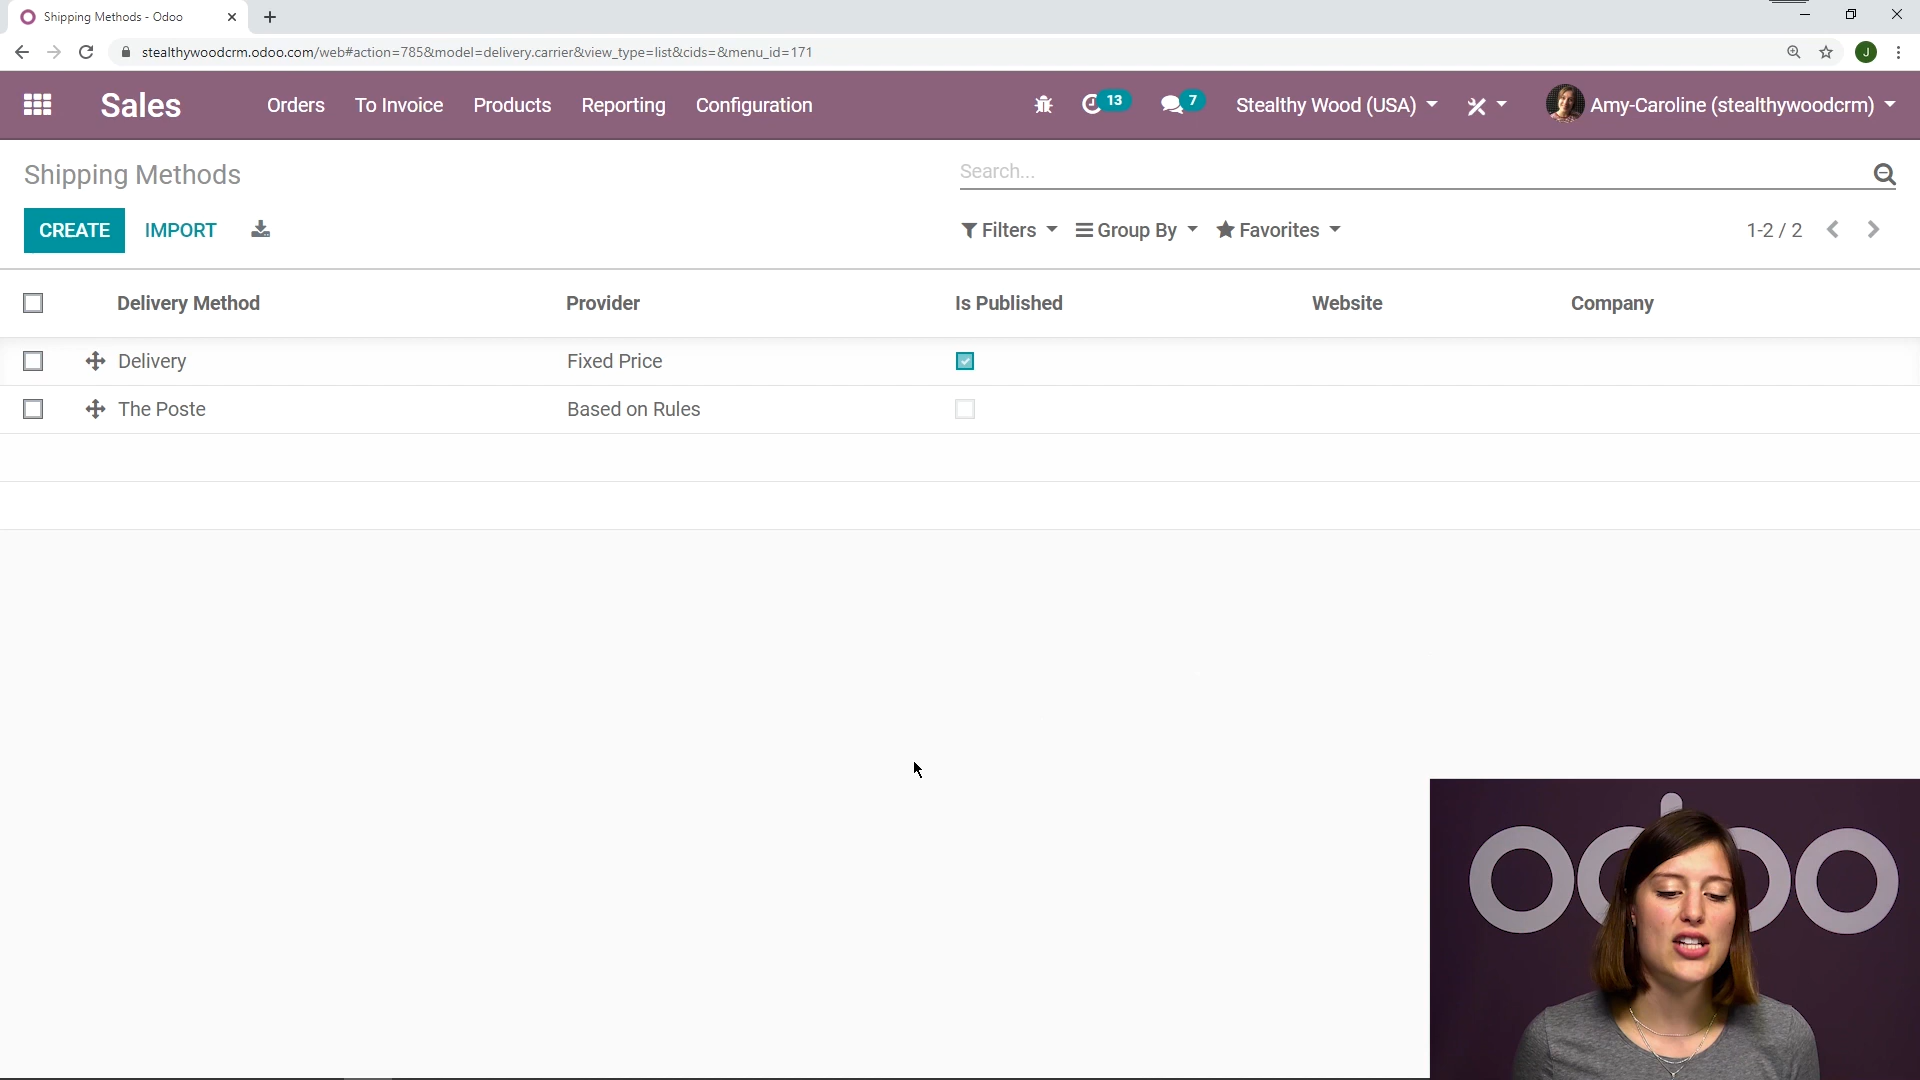 Shipping Methods - Odoo
stealthywoodcrm.odoo.com/web#action=785&model=delivery.carrier&view_type=list&cids=&menu_id=171
J
Sales
Orders
To Invoice
Products
Reporting
Configuration
13
7
Stealthy Wood (USA)
Amy-Caroline (stealthywoodcrm)
Shipping Methods
Search...
CREATE
IMPORT
Filters
Group By
Favorites
1-2 / 2
Delivery Method Provider Is Published Website Company
Delivery Fixed Price
The Poste Based on Rules
odoo